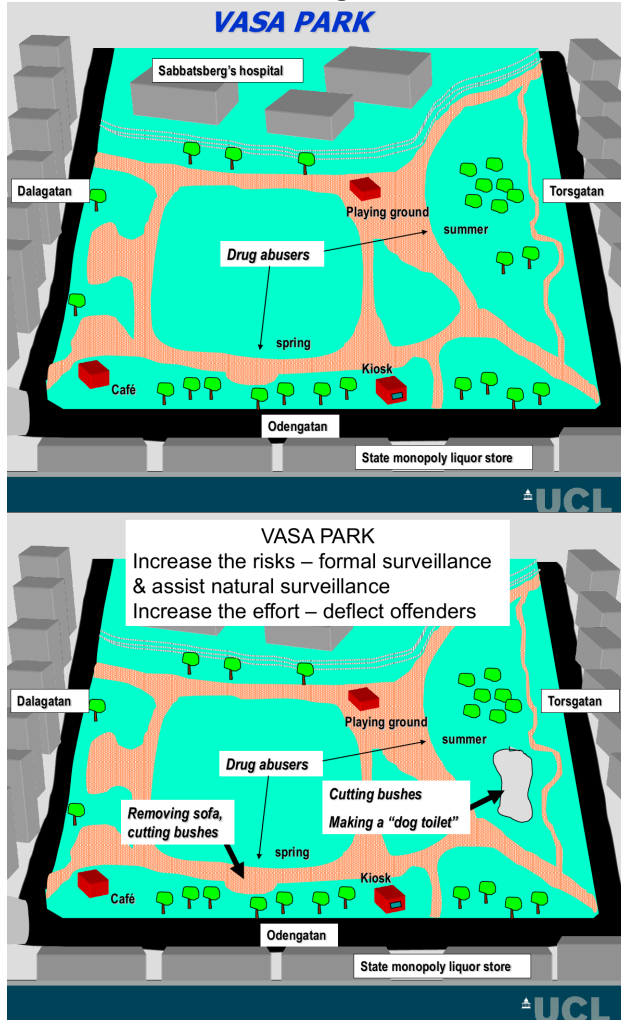 VASA PARK
Sabbatsberg's hospital
Dalagatan
Torsgatan
Playing ground
summer
Drug abusers
spring
Kiosk
Café
Odengatan
State monopoly liquor store
UCL
VASA PARK
Increase the risks – formal surveillance
& assist natural surveillance
Increase the effort – deflect offenders
Dalagatan
Torsgatan
Playing ground
summer
Drug abusers
Cutting bushes
Making a “dog toilet”
Removing sofa,
cutting bushes
spring
Kiosk
Café
Odengatan
State monopoly liquor store
UCL